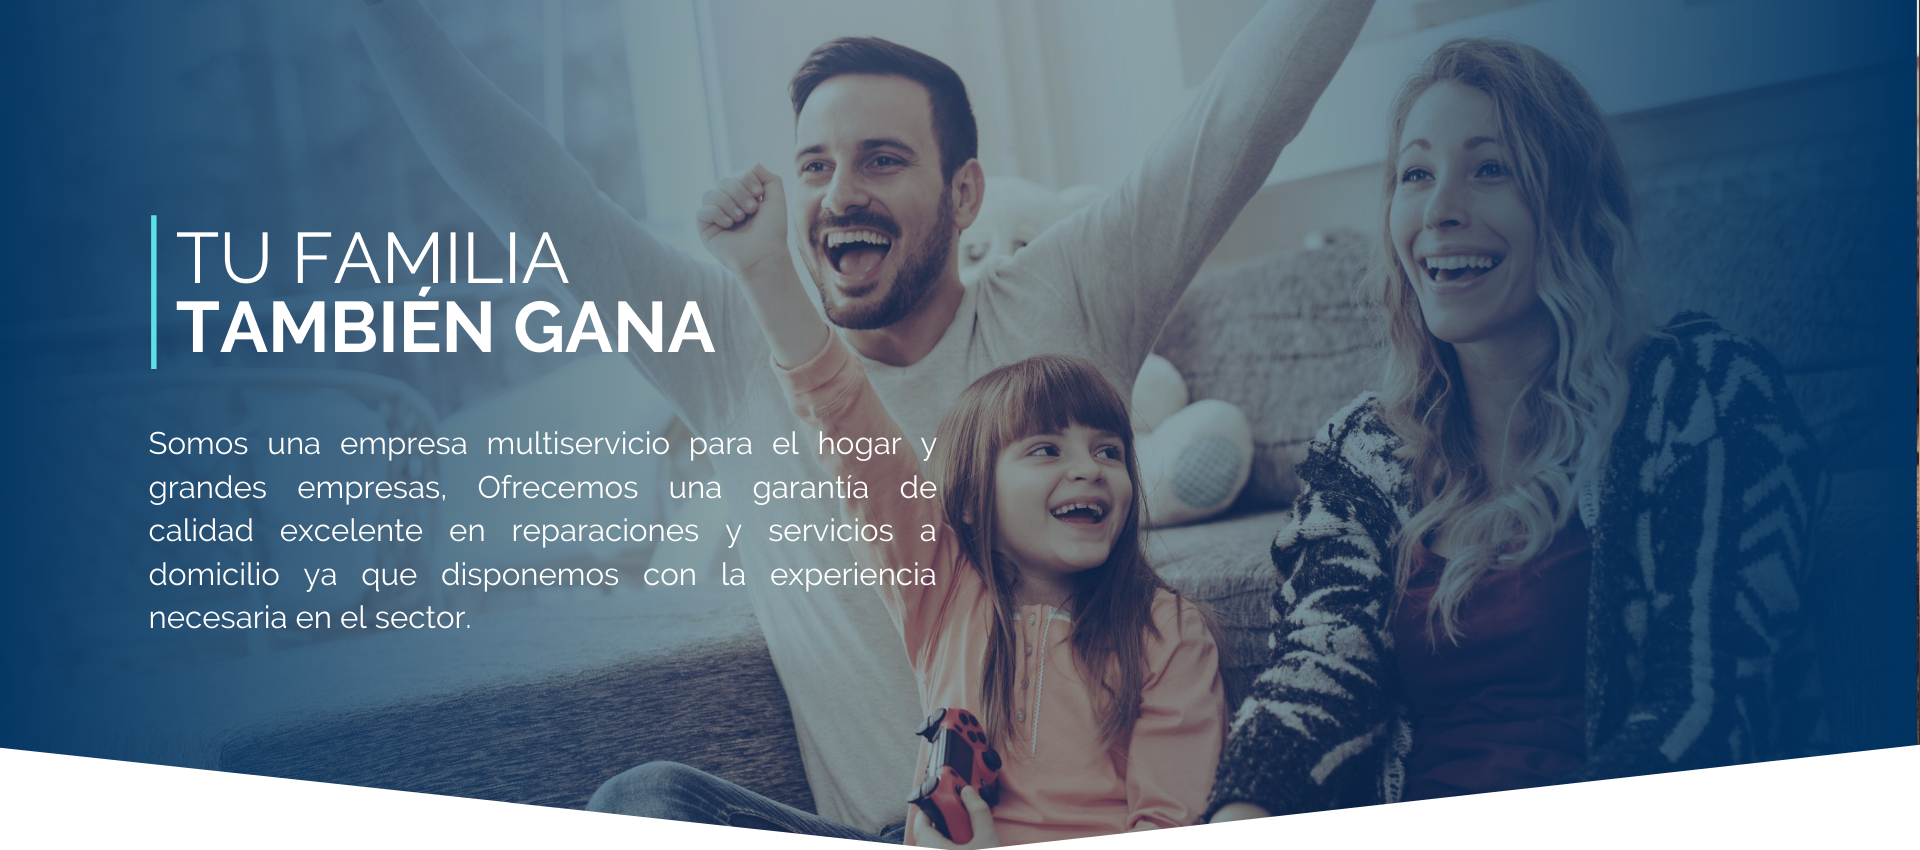 TU FAMILIA
TAMBIÉN GANA
Somos una empresa multiservicio para el hogar y
grandes empresas, Ofrecemos una garantía de
calidad excelente en reparaciones y servicios a
domicilio ya que disponemos con la experiencia
necesaria en el sector.